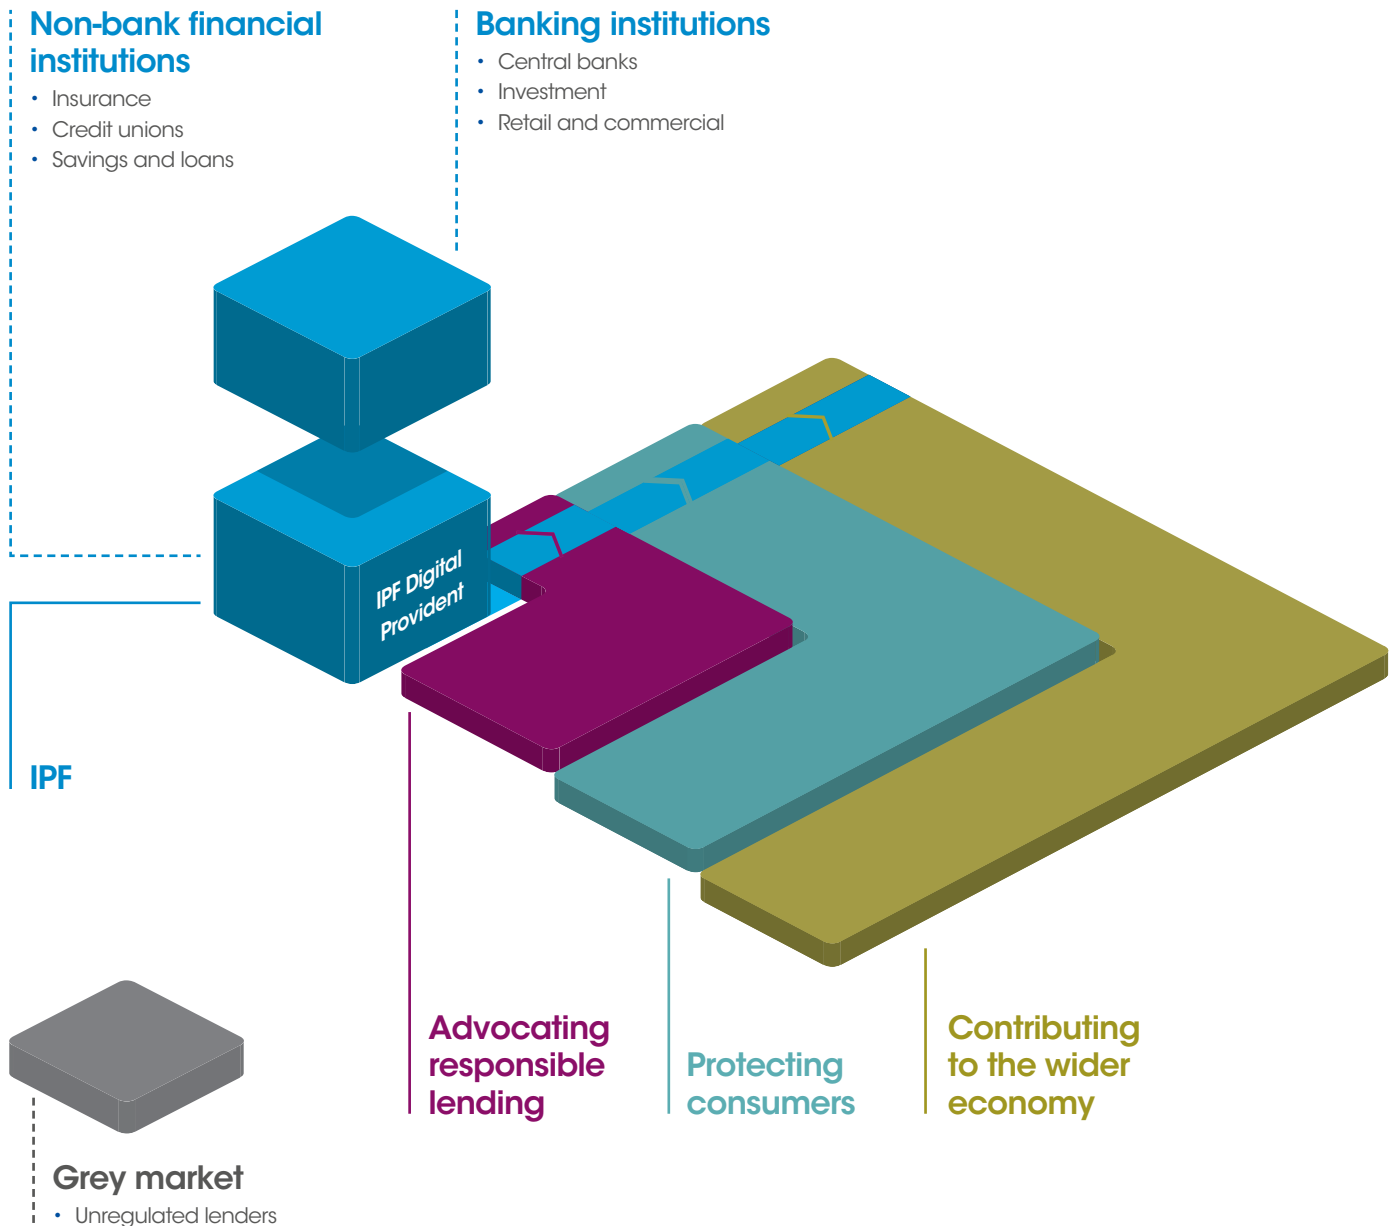 Non-bank financial
institutions
• Insurance
• Credit unions
• Savings and loans
Banking institutions
• Central banks
• Investment
• Retail and commercial
IPF Digital
Provident
IPF
Advocating
responsible
lending
Protecting
consumers
Contributing
to the wider
economy
Grey market
• Unregulated lenders